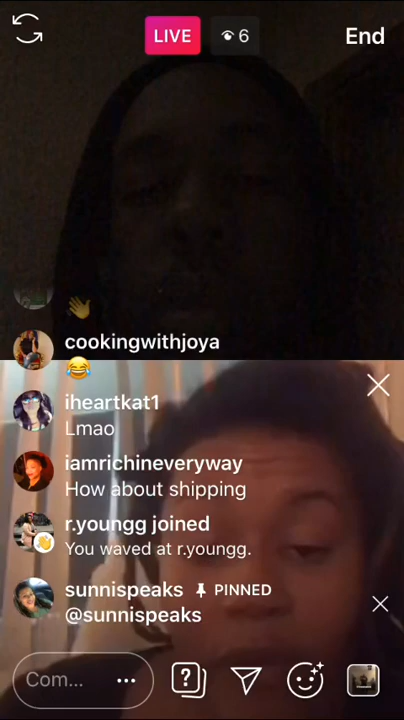 LIVE
6
End
cookingwithjoya
😂
iheartkat1
Lmao
iamrichineveryway
How about shipping
r.youngg joined
You waved at r.youngg.
sunnispeaks PINNED
@sunnispeaks
Com...